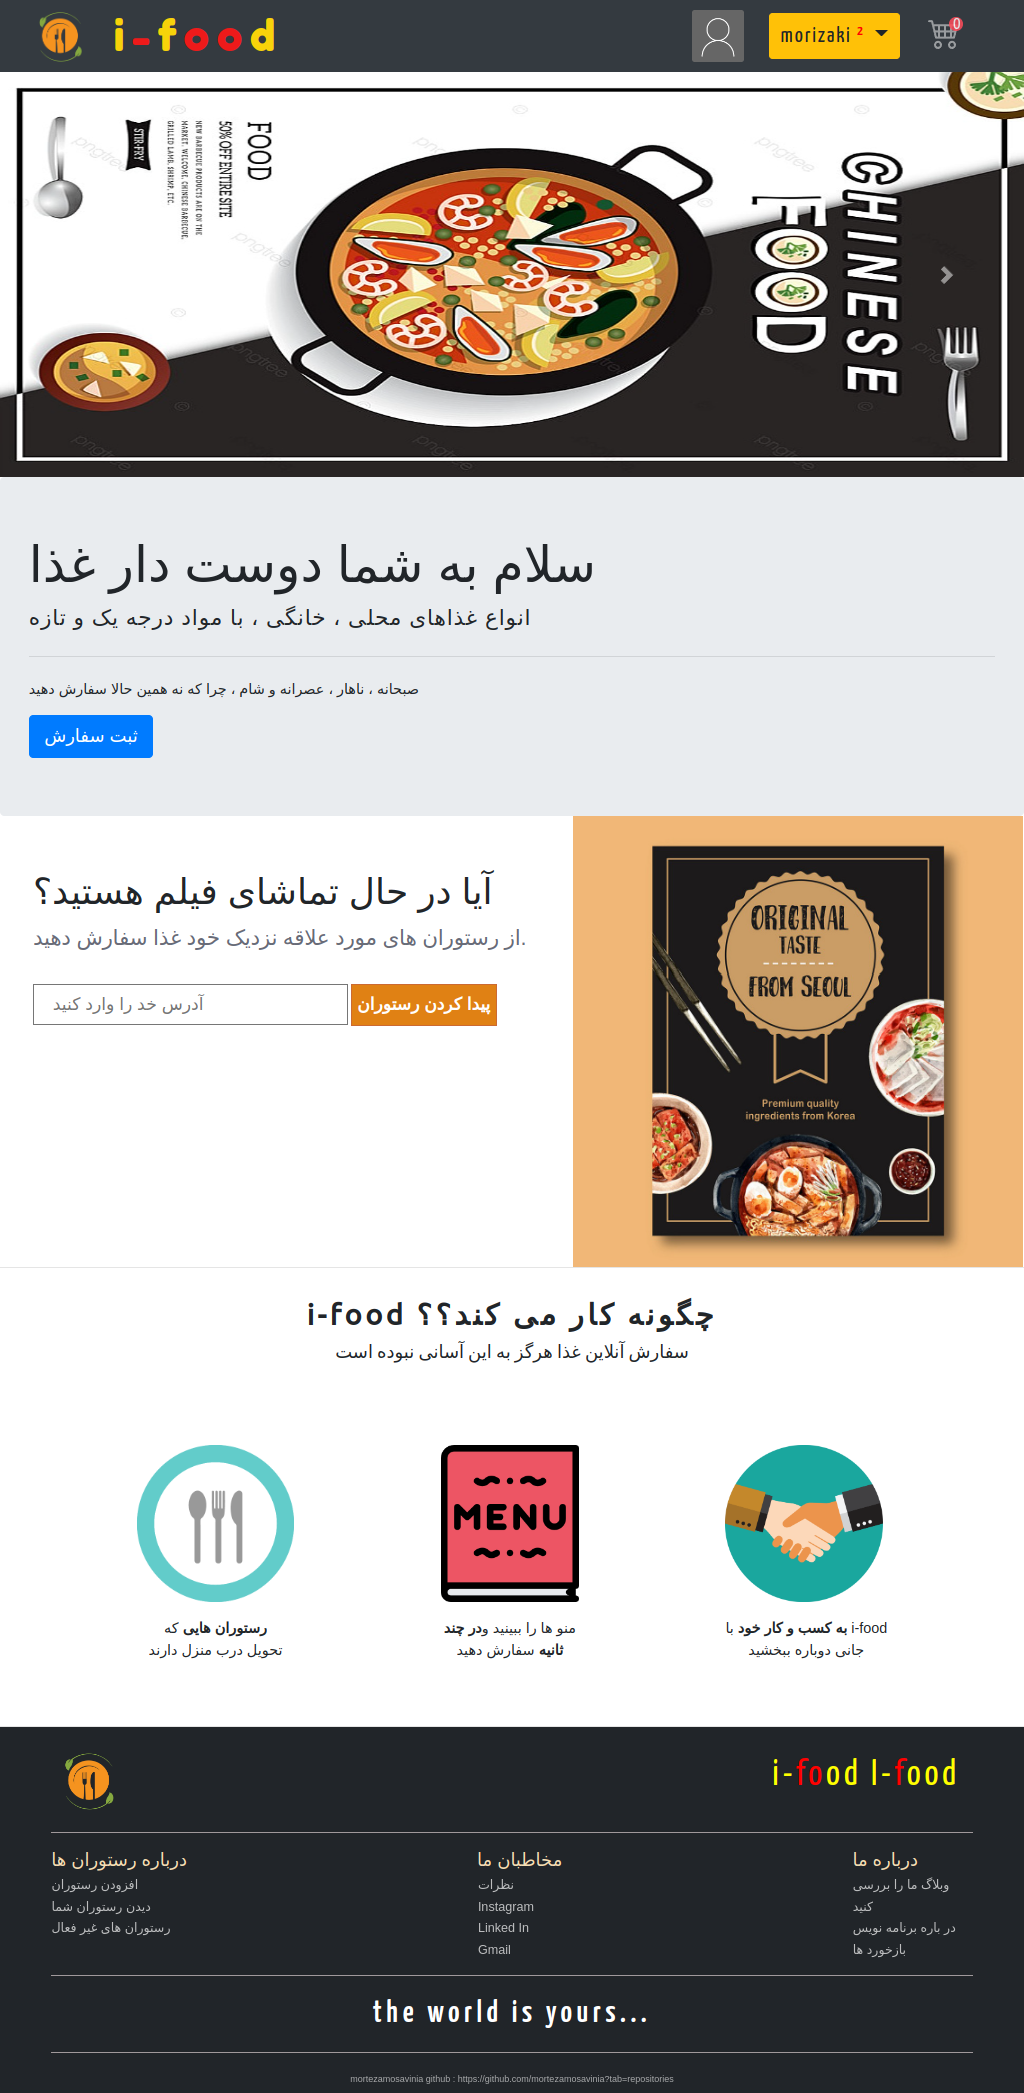 i-food
morizaki 2
0
FOOD
50% OFF ENTIRE SITE
NEW BARBECUE PRODUCTS ARE ON THE
MARKET. WELCOME. CHINESE BARBECUE,
GRILLED LAMB, SHRIMP, ETC.
STIR-FRY
CHINESE
FOOD
pngtree
pngtree
pngtree
pngtree
pngtree
pngtree
pngtree
pngtree
سلام به شما دوست دار غذا
انواع غذاهای محلی ، خانگی ، با مواد درجه یک و تازه
صبحانه ، ناهار ، عصرانه و شام ، چرا که نه همین حالا سفارش دهید
ثبت سفارش
آیا در حال تماشای فیلم هستید؟
از رستوران های مورد علاقه نزدیک خود غذا سفارش دهید.
آدرس خد را وارد کنید
پیدا کردن رستوران
ORIGINAL
TASTE
FROM SEOUL
Premium quality
ingredients from Korea
i-food چگونه کار می کند؟؟
سفارش آنلاین غذا هرگز به این آسانی نبوده است
MENU
رستوران هایی که
تحویل درب منزل دارند
منو ها را ببینید ودر چند
ثانیه سفارش دهید
i-food به کسب و کار خود با
جانی دوباره ببخشید
i-food I-food
درباره رستوران ها
افزودن رستوران
دیدن رستوران شما
رستوران های غیر فعال
مخاطبان ما
نظرات
Instagram
Linked In
Gmail
درباره ما
وبلاگ ما را بررسی
کنید
در باره برنامه نویس
بازخورد ها
the world is yours...
mortezamosavinia github : https://github.com/mortezamosavinia?tab=repositories